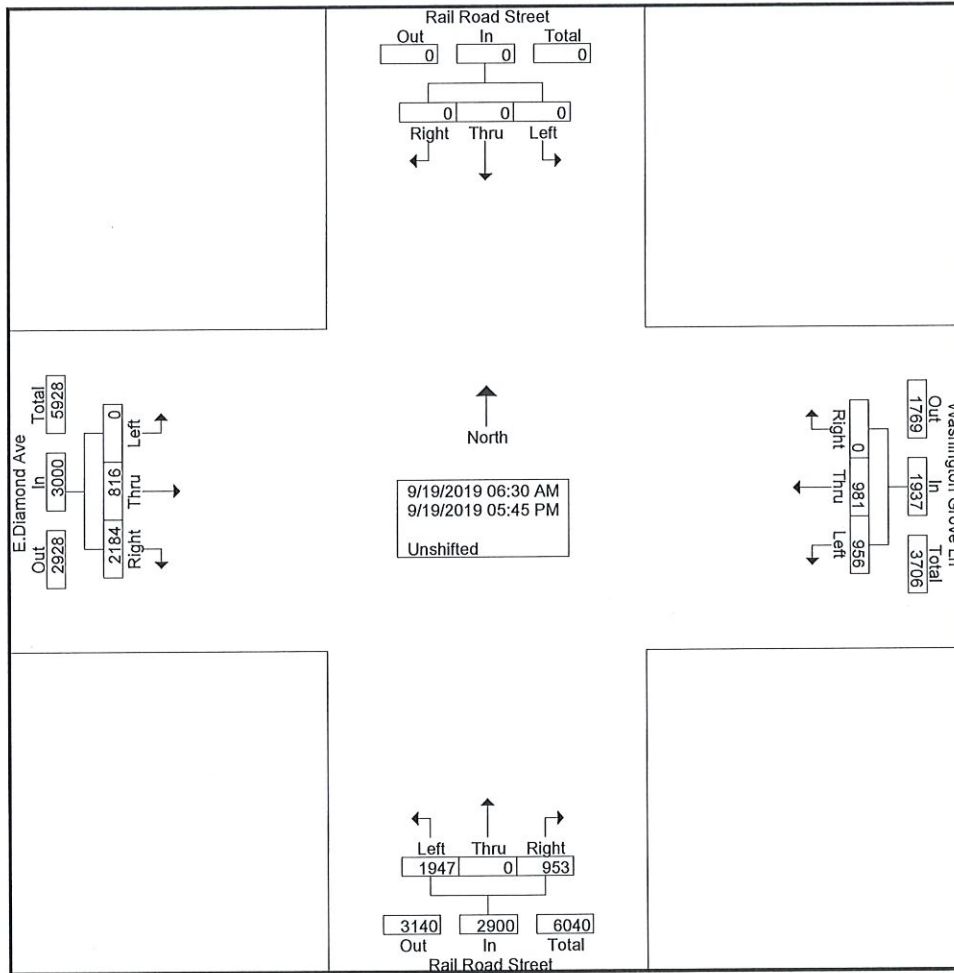 Rail Road Street
Out In Total
0 0 0
0 0 0
Right Thru Left
E.Diamond Ave
Total In Out
5928 3000 2928
0 816 2184
Left Thru Right
North
9/19/2019 06:30 AM
9/19/2019 05:45 PM
Unshifted
Right Thru Left
0 981 956
Out In Total
1769 1937 3706
Washington Grove Ln
Left Thru Right
1947 0 953
3140 2900 6040
Out In Total
Rail Road Street